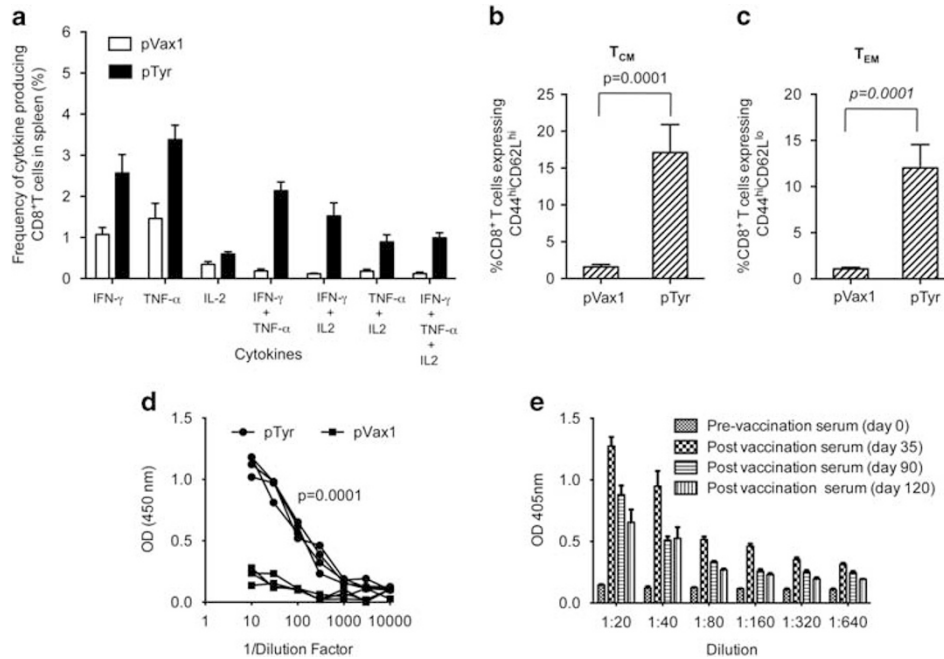 a
pVax1
pTyr
Frequency of cytokine producing
CD8+T cells in spleen (%)
6
5
4
3
2
1
0
IFN-γ
TNF-α
IL-2
IFN-γ
+
TNF-α
IFN-γ
+
IL2
TNF-α
+
IL2
IFN-γ
+
TNF-α
+
IL2
Cytokines
b
TCM
p=0.0001
%CD8+ T cells expressing
CD44hiCD62Lhi
25
20
15
10
5
0
pVax1
pTyr
c
TEM
p=0.0001
%CD8+ T cells expressing
CD44hiCD62Llo
20
15
10
5
0
pVax1
pTyr
d
pTyr
pVax1
p=0.0001
OD (450 nm)
1.5
1.0
0.5
0.0
1
10
100
1000
10000
1/Dilution Factor
e
Pre-vaccination serum (day 0)
Post vaccination serum (day 35)
Post vaccination serum (day 90)
Post vaccination serum (day 120)
OD 405nm
1.5
1.0
0.5
0.0
1:20
1:40
1:80
1:160
1:320
1:640
Dilution